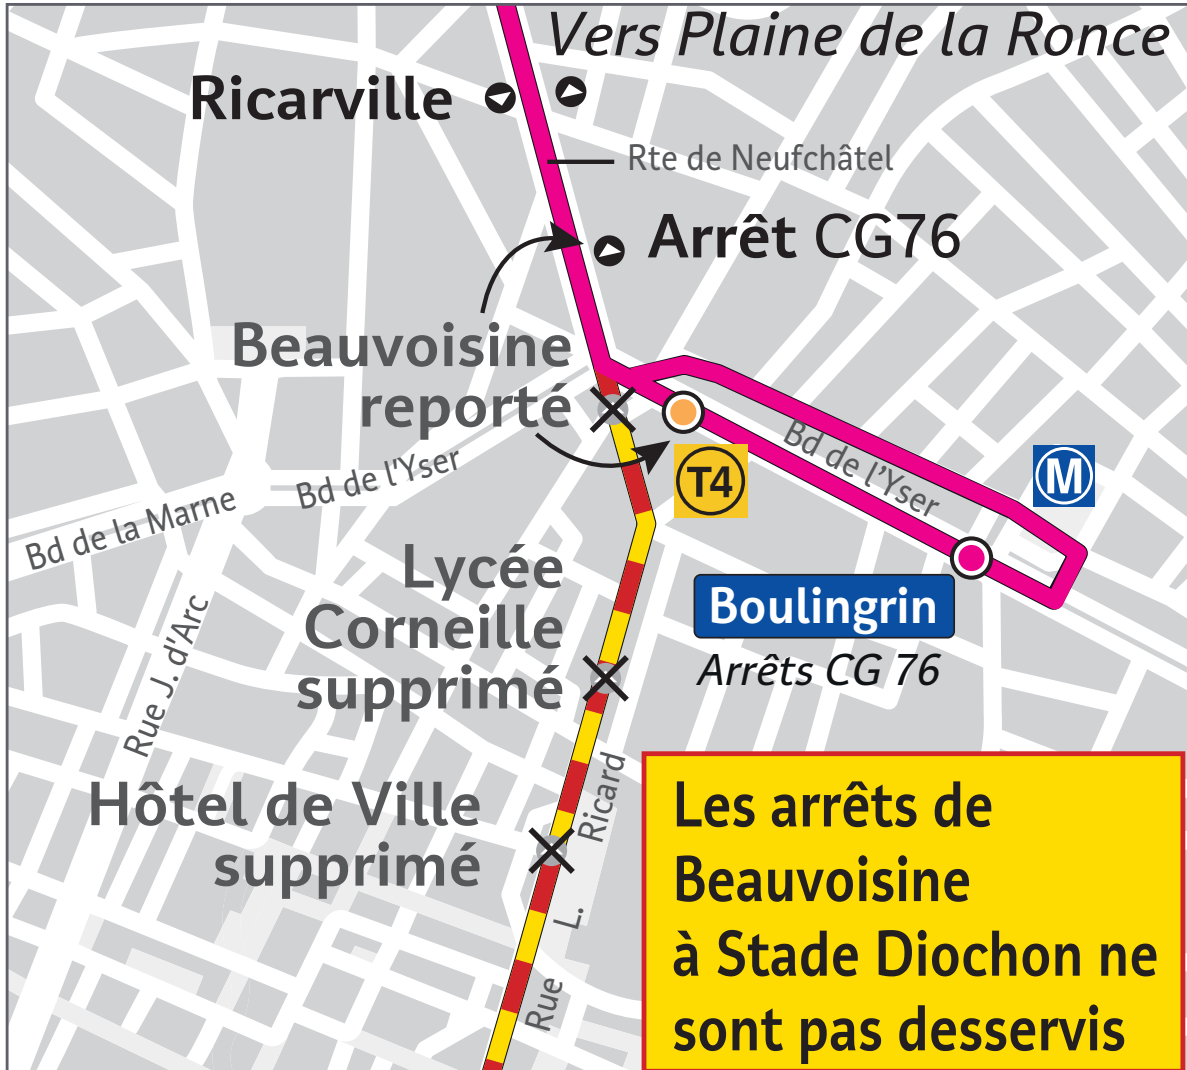 Vers Plaine de la Ronce
Ricarville
Rte de Neufchâtel
Arrêt CG76
Beauvoisine
reporté
Bd de l'Yser
Bd de l'Yser
Bd de la Marne
T4
M
Lycée
Corneille
supprimé
Boulingrin
Arrêts CG 76
Rue J. d'Arc
Hôtel de Ville
supprimé
Rue L. Ricard
Les arrêts de
Beauvoisine
à Stade Diochon ne
sont pas desservis